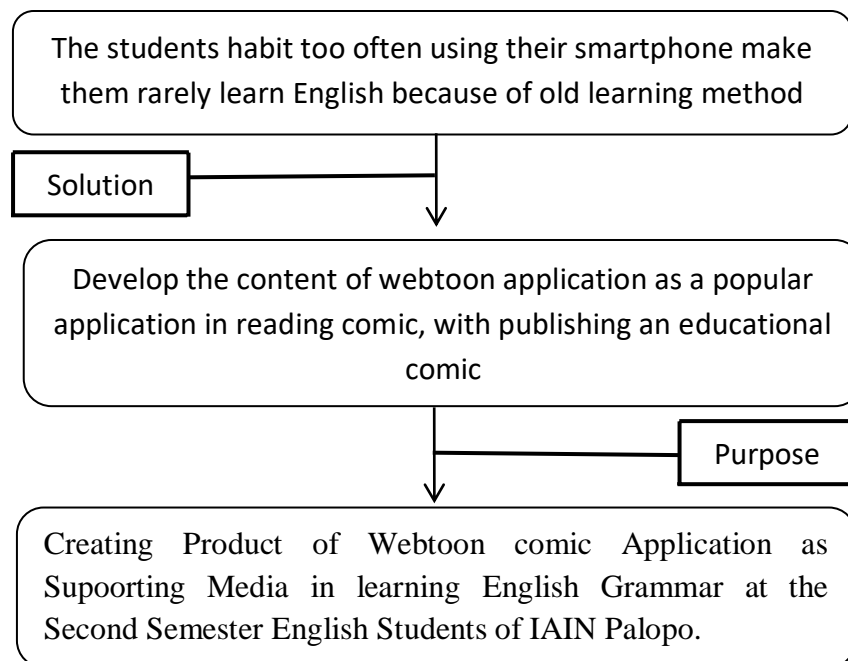 The students habit too often using their smartphone make
them rarely learn English because of old learning method
Solution
Develop the content of webtoon application as a popular
application in reading comic, with publishing an educational
comic
Purpose
Creating Product of Webtoon comic Application as
Supoorting Media in learning English Grammar at the
Second Semester English Students of IAIN Palopo.